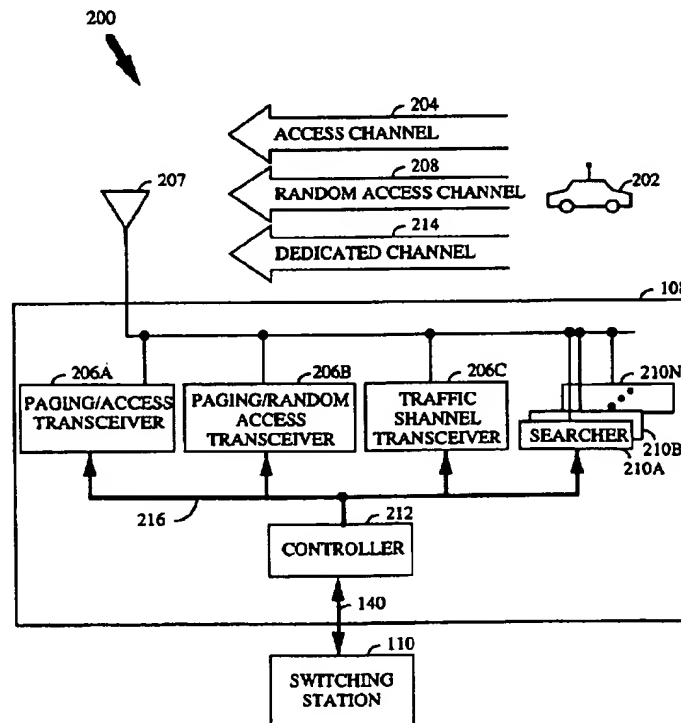 200
204
ACCESS CHANNEL
207
208
RANDOM ACCESS CHANNEL
202
214
DEDICATED CHANNEL
108
206A
206B
206C
210N
PAGING/ACCESS
TRANSCEIVER
PAGING/RANDOM
ACCESS
TRANSCEIVER
TRAFFIC
SHANNEL
TRANSCEIVER
SEARCHER
210B
210A
216
212
CONTROLLER
140
110
SWITCHING
STATION